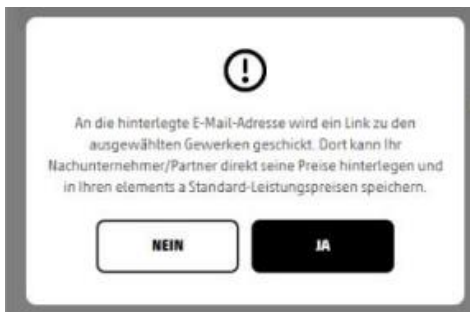 An die hinterlegte E-Mail-Adresse wird ein Link zu den
ausgewählten Gewerken geschickt. Dort kann Ihr
Nachunternehmer/Partner direkt seine Preise hinterlegen und
in Ihren elements a Standard-Leistungspreisen speichern.
NEIN JA